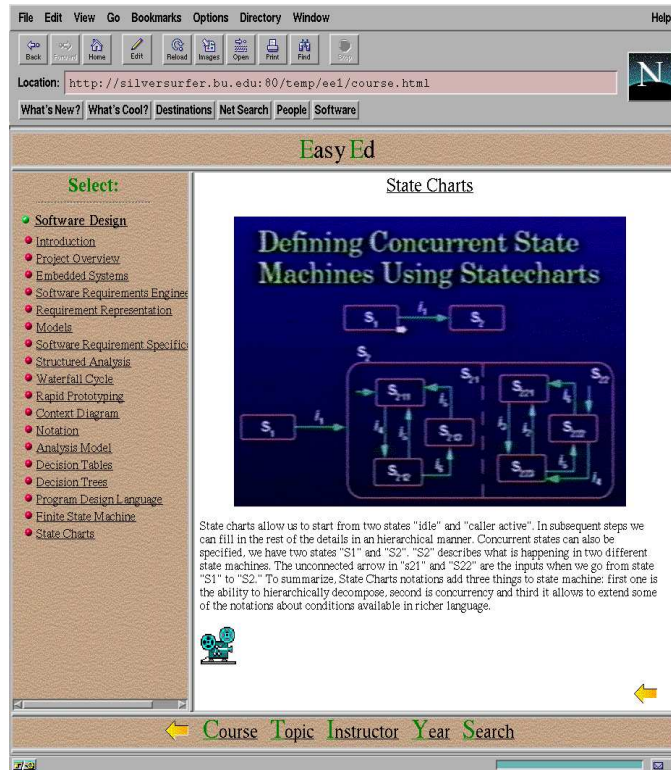 File Edit View Go Bookmarks Options Directory Window Help
Back Forward Home Edit Reload Images Open Print Find Stop
Location: http://silversurfer.bu.edu:80/temp/ee1/course.html
N
What's New? What's Cool? Destinations Net Search People Software
EasyEd
Select:
Software Design
Introduction
Project Overview
Embedded Systems
Software Requirements Enginee
Requirement Representation
Models
Software Requirement Specific
Structured Analysis
Waterfall Cycle
Rapid Prototyping
Context Diagram
Notation
Analysis Model
Decision Tables
Decision Trees
Program Design Language
Finite State Machine
State Charts
State Charts
Defining Concurrent State
Machines Using Statecharts
S1 i1 S2
S2
S21 S22
S1 i1
S211 S212 S213
S221 S222 S223
State charts allow us to start from two states "idle" and "caller active". In subsequent steps we
can fill in the rest of the details in an hierarchical manner. Concurrent states can also be
specified, we have two states "S1" and "S2". "S2" describes what is happening in two different
state machines. The unconnected arrow in "s21" and "S22" are the inputs when we go from state
"S1" to "S2." To summarize, State Charts notations add three things to state machine: first one is
the ability to hierarchically decompose, second is concurrency and third it allows to extend some
of the notations about conditions available in richer language.
Course Topic Instructor Year Search